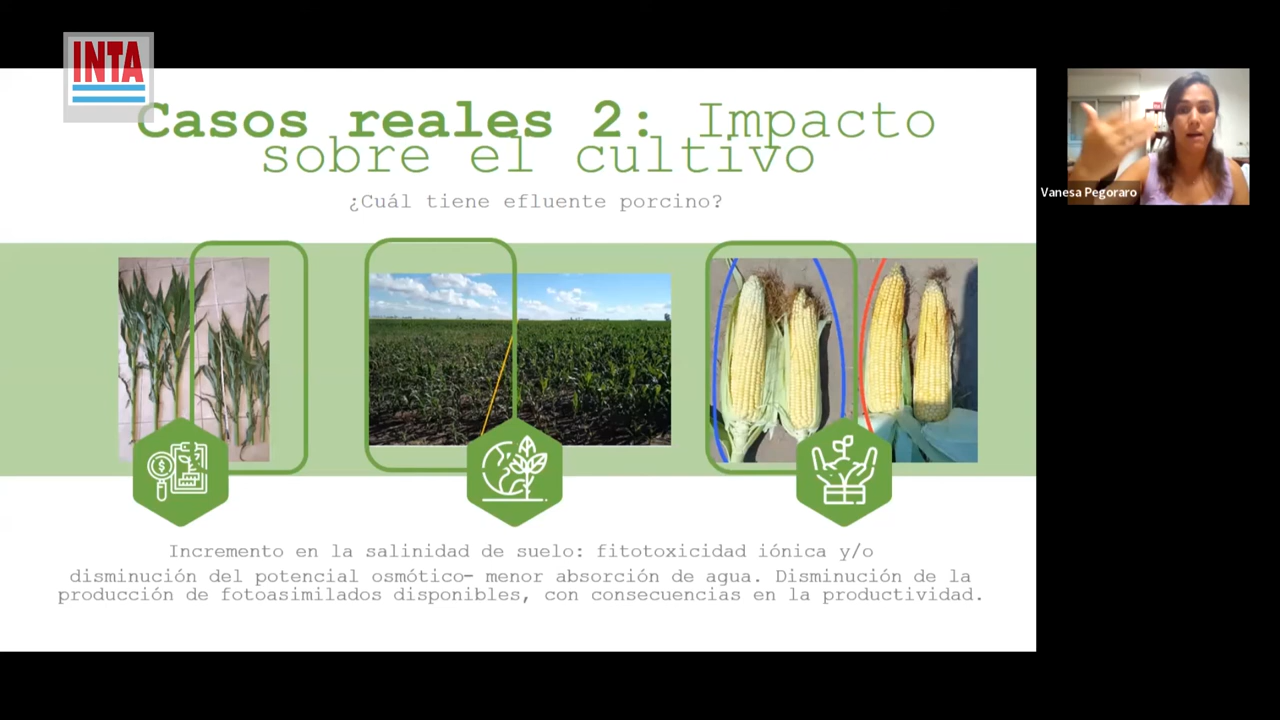 INTA
Casos reales 2: Impacto
sobre el cultivo
¿Cuál tiene efluente porcino?
Vanesa Pegoraro
Incremento en la salinidad de suelo: fitotoxicidad iónica y/o
disminución del potencial osmótico- menor absorción de agua. Disminución de la
producción de fotoasimilados disponibles, con consecuencias en la productividad.